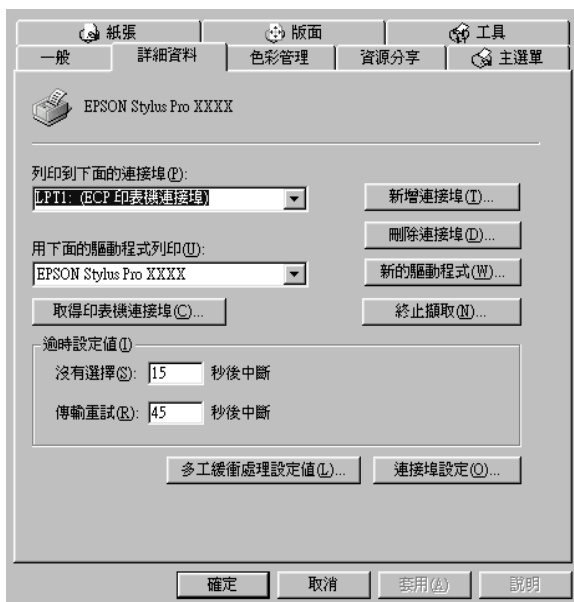 紙張 版面 工具
一般 詳細資料 色彩管理 資源分享 主選單
EPSON Stylus Pro XXXX
列印到下面的連接埠(P):
LPT1: (ECP 印表機連接埠)
新增連接埠(T)...
刪除連接埠(D)...
用下面的驅動程式列印(U):
EPSON Stylus Pro XXXX
新的驅動程式(W)...
取得印表機連接埠(C)...
終止擷取(N)...
逾時設定值(I)
沒有選擇(S): 15 秒後中斷
傳輸重試(R): 45 秒後中斷
多工緩衝處理設定值(L)...
連接埠設定(O)...
確定 取消 套用(A) 說明